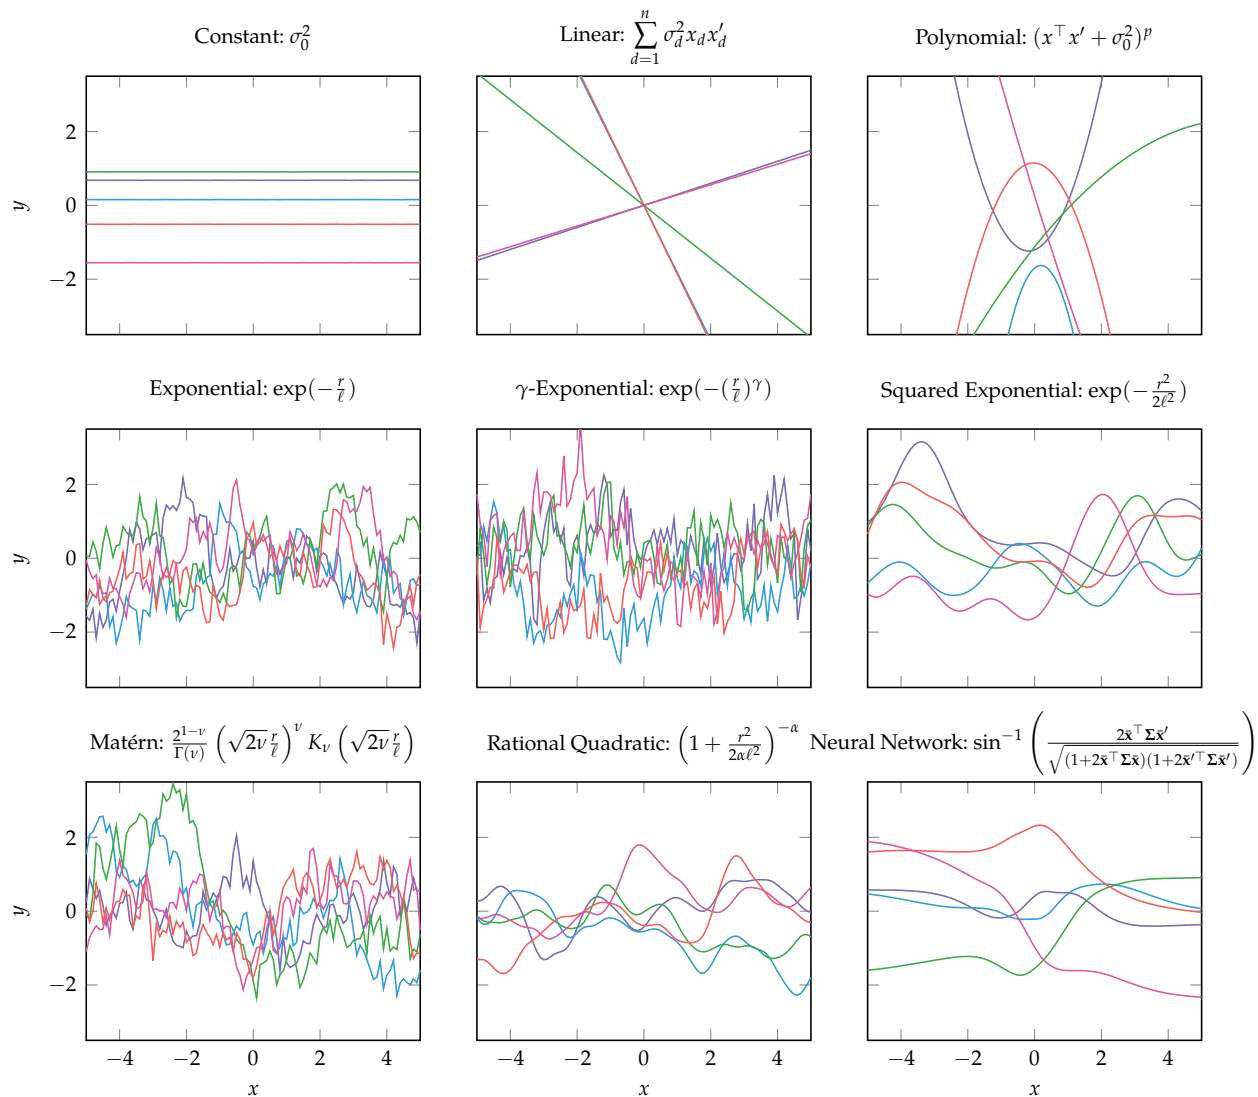 Constant: σ₀²
Linear: ∑_{d=1}^{n} σ_d² x_d x′_d
Polynomial: (x⊤x′ + σ₀²)^p
y
2
0
−2
Exponential: exp(−r/ℓ)
γ-Exponential: exp(−(r/ℓ)^γ)
Squared Exponential: exp(−r²/2ℓ²)
y
2
0
−2
Matérn: 2^{1−ν}/Γ(ν) (√2ν r/ℓ)^ν K_ν (√2ν r/ℓ)
Rational Quadratic: (1 + r²/2αℓ²)^{−α}
Neural Network: sin⁻¹ (2x̄⊤Σx̄′ / √(1+2x̄⊤Σx̄)(1+2x̄′⊤Σx̄′))
y
2
0
−2
−4 −2 0 2 4
−4 −2 0 2 4
−4 −2 0 2 4
x
x
x